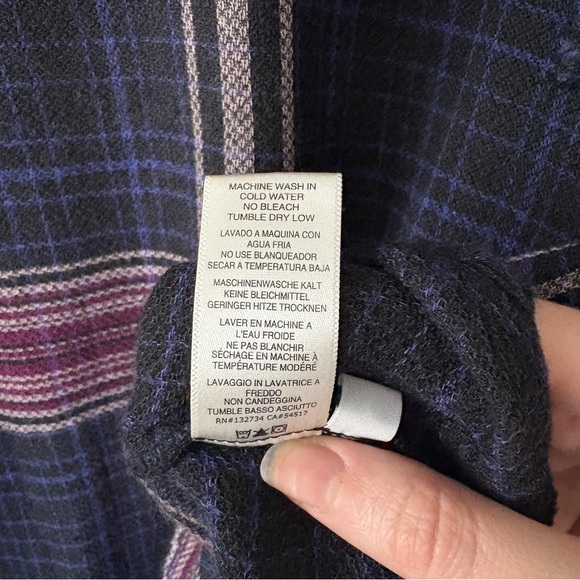 MACHINE WASH IN
COLD WATER
NO BLEACH
TUMBLE DRY LOW
LAVADO A MAQUINA CON
AGUA FRIA
NO USE BLANQUEADOR
SECAR A TEMPERATURA BAJA
MASCHINENWASCHE KALT
KEINE BLEICHMITTEL
GERINGER HITZE TROCKNEN
LAVER EN MACHINE A
L'EAU FROIDE
NE PAS BLANCHIR
SÉCHAGE EN MACHINE À
TEMPÉRATURE MODÉRÉ
LAVAGGIO IN LAVATRICE A
FREDDO
NON CANDEGGINA
TUMBLE BASSO ASCIUTTO
RN#132734 CA#54517